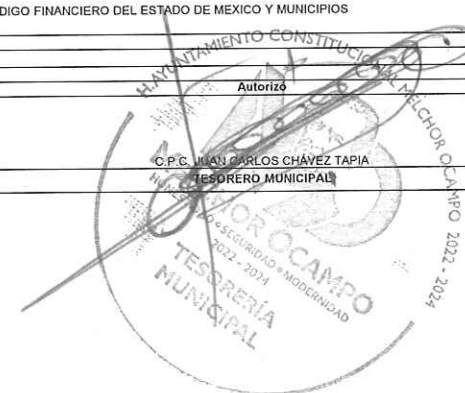 DIGO FINANCIERO DEL ESTADO DE MEXICO Y MUNICIPIOS
Autorizó
C.P.C. JUAN CARLOS CHÁVEZ TAPIA
TESORERO MUNICIPAL
H. AYUNTAMIENTO CONSTITUCIONAL MELCHOR OCAMPO 2022 - 2024
OCAMPO
SEGURIDAD • MODERNIDAD
2022 - 2024
TESORERÍA
MUNICIPAL